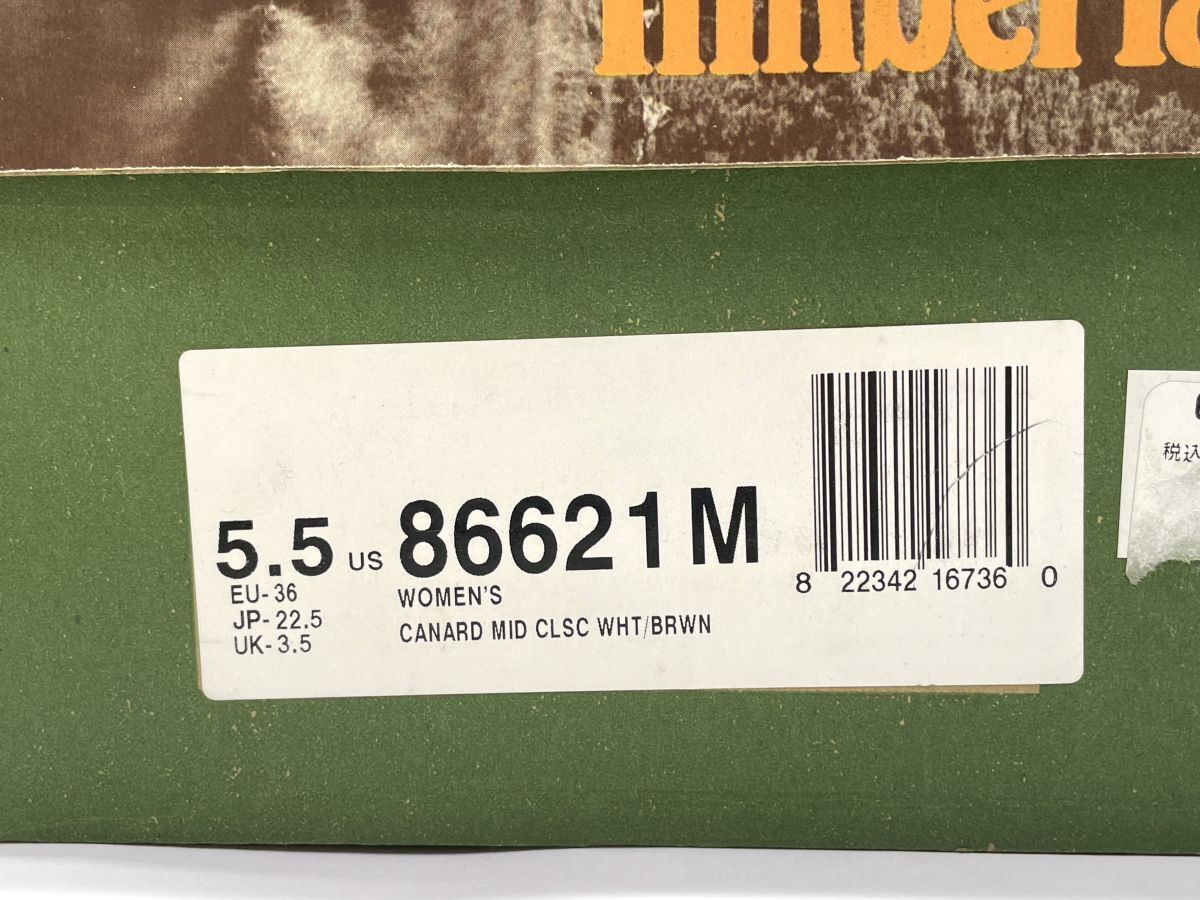 Timberla
5.5 US 86621 M
EU-36
JP-22.5
UK-3.5
WOMEN'S
CANARD MID CLSC WHT/BRWN
8 22342 16736 0
税込